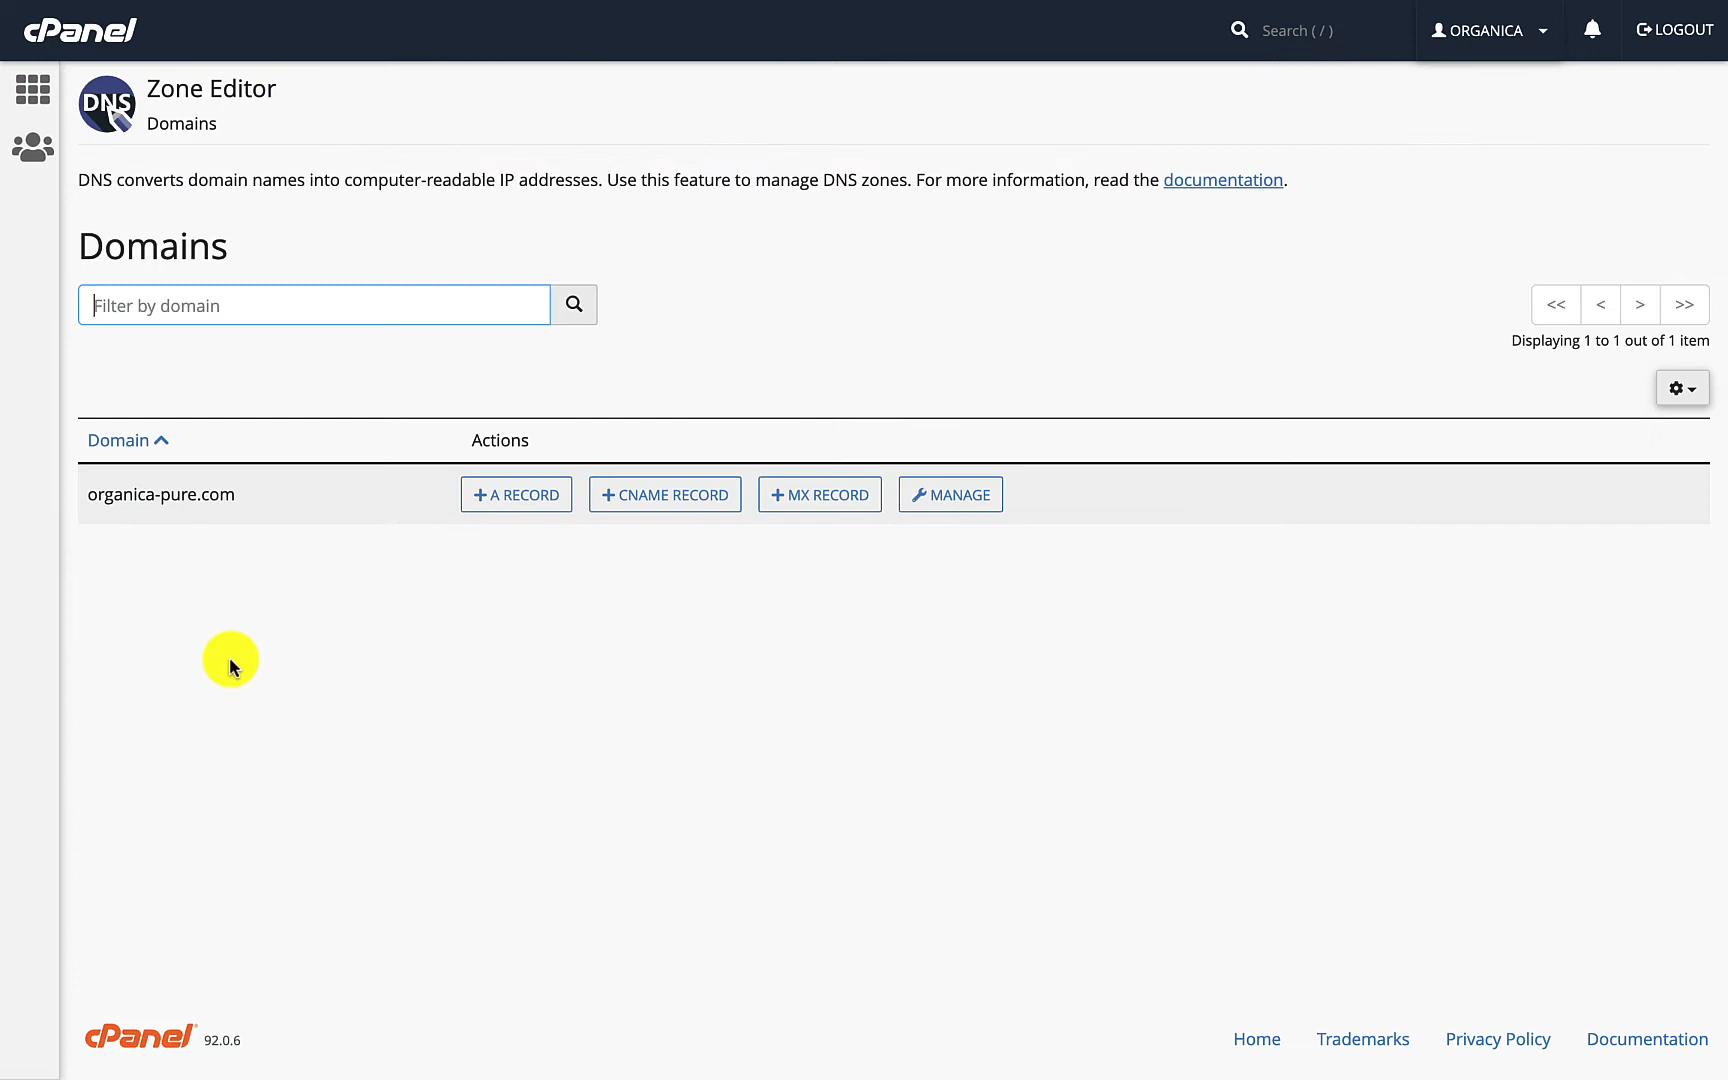 cPanel
Search ( / )
ORGANICA
LOGOUT
DNS
Zone Editor
Domains
DNS converts domain names into computer-readable IP addresses. Use this feature to manage DNS zones. For more information, read the documentation.
Domains
Filter by domain
<< < > >>
Displaying 1 to 1 out of 1 item
Domain Actions
organica-pure.com A RECORD CNAME RECORD MX RECORD MANAGE
cPanel 92.0.6 Home Trademarks Privacy Policy Documentation